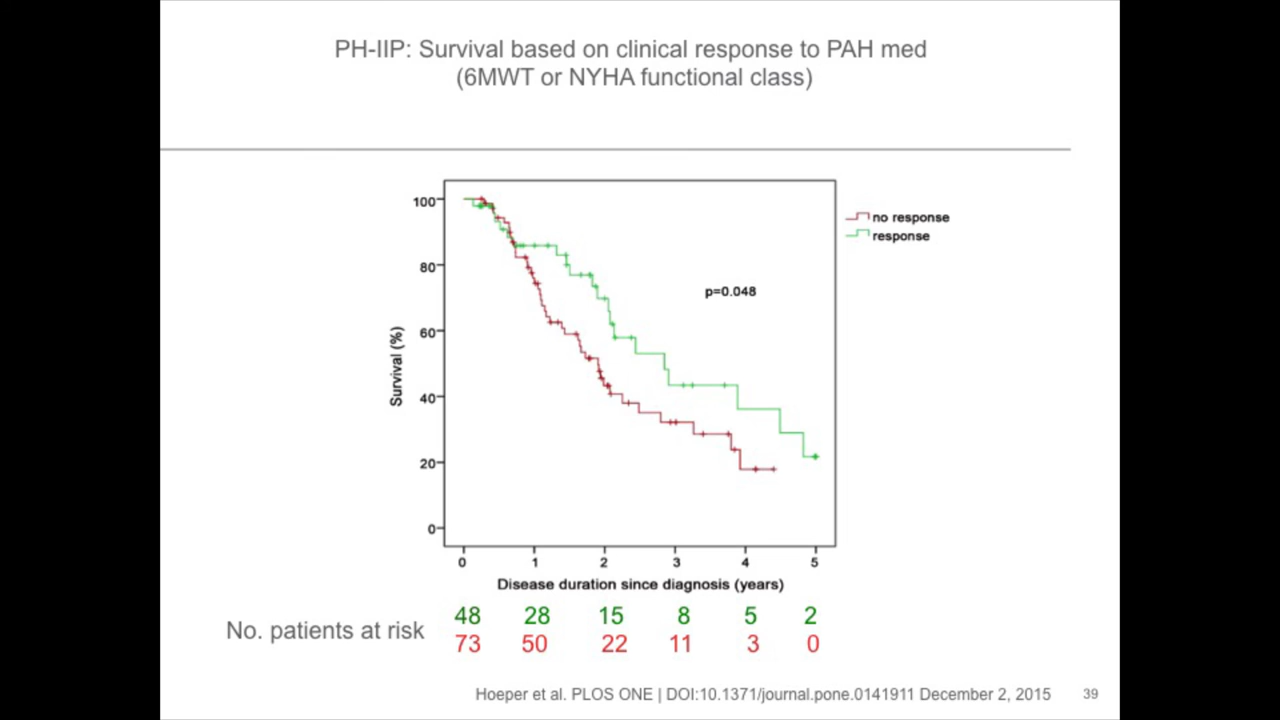 PH-IIP: Survival based on clinical response to PAH med
(6MWT or NYHA functional class)
100
80
60
40
20
0
Survival (%)
no response
response
p=0.048
0 1 2 3 4 5
Disease duration since diagnosis (years)
No. patients at risk
48 28 15 8 5 2
73 50 22 11 3 0
Hoeper et al. PLOS ONE | DOI:10.1371/journal.pone.0141911 December 2, 2015 39